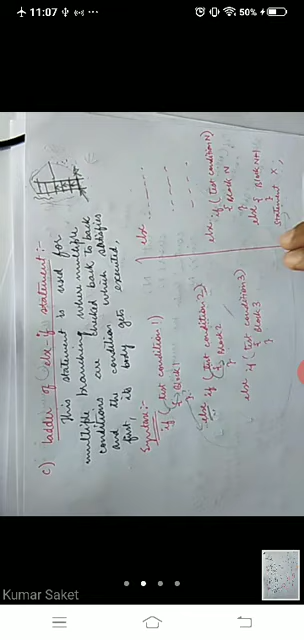 11:07
50%
c) Ladder of else if statement:-
This statement is used for
multiple branching where multiple
conditions are checked back to back
and the condition which satisfies
first, its body gets
executed.
Syntax:-
if (test condition 1)
{ Block 1
}
else if (test condition 2)
{ Block 2
}
else if (test condition 3)
{ Block 3
}
else
else if (test condition N)
{ Block N
}
else { Block N+1
}
statement X;
Kumar Saket